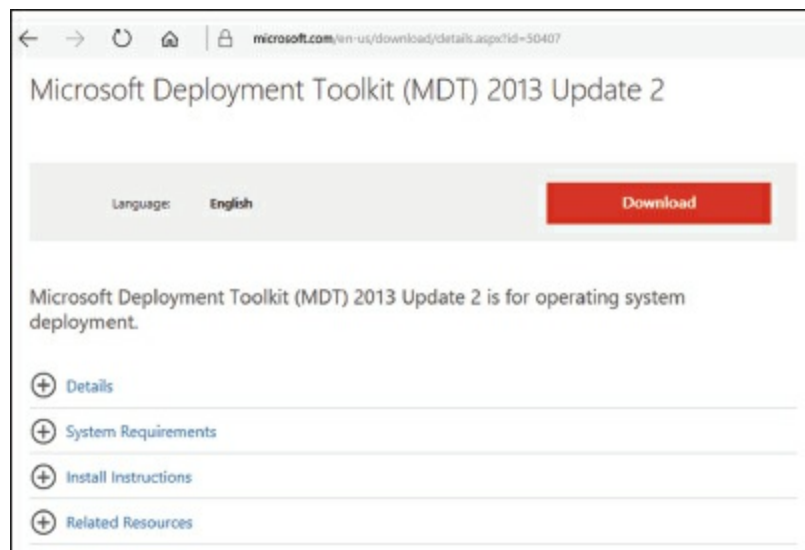 microsoft.com/en-us/download/details.aspx?id=50407
Microsoft Deployment Toolkit (MDT) 2013 Update 2
Language: English Download
Microsoft Deployment Toolkit (MDT) 2013 Update 2 is for operating system
deployment.
Details
System Requirements
Install Instructions
Related Resources